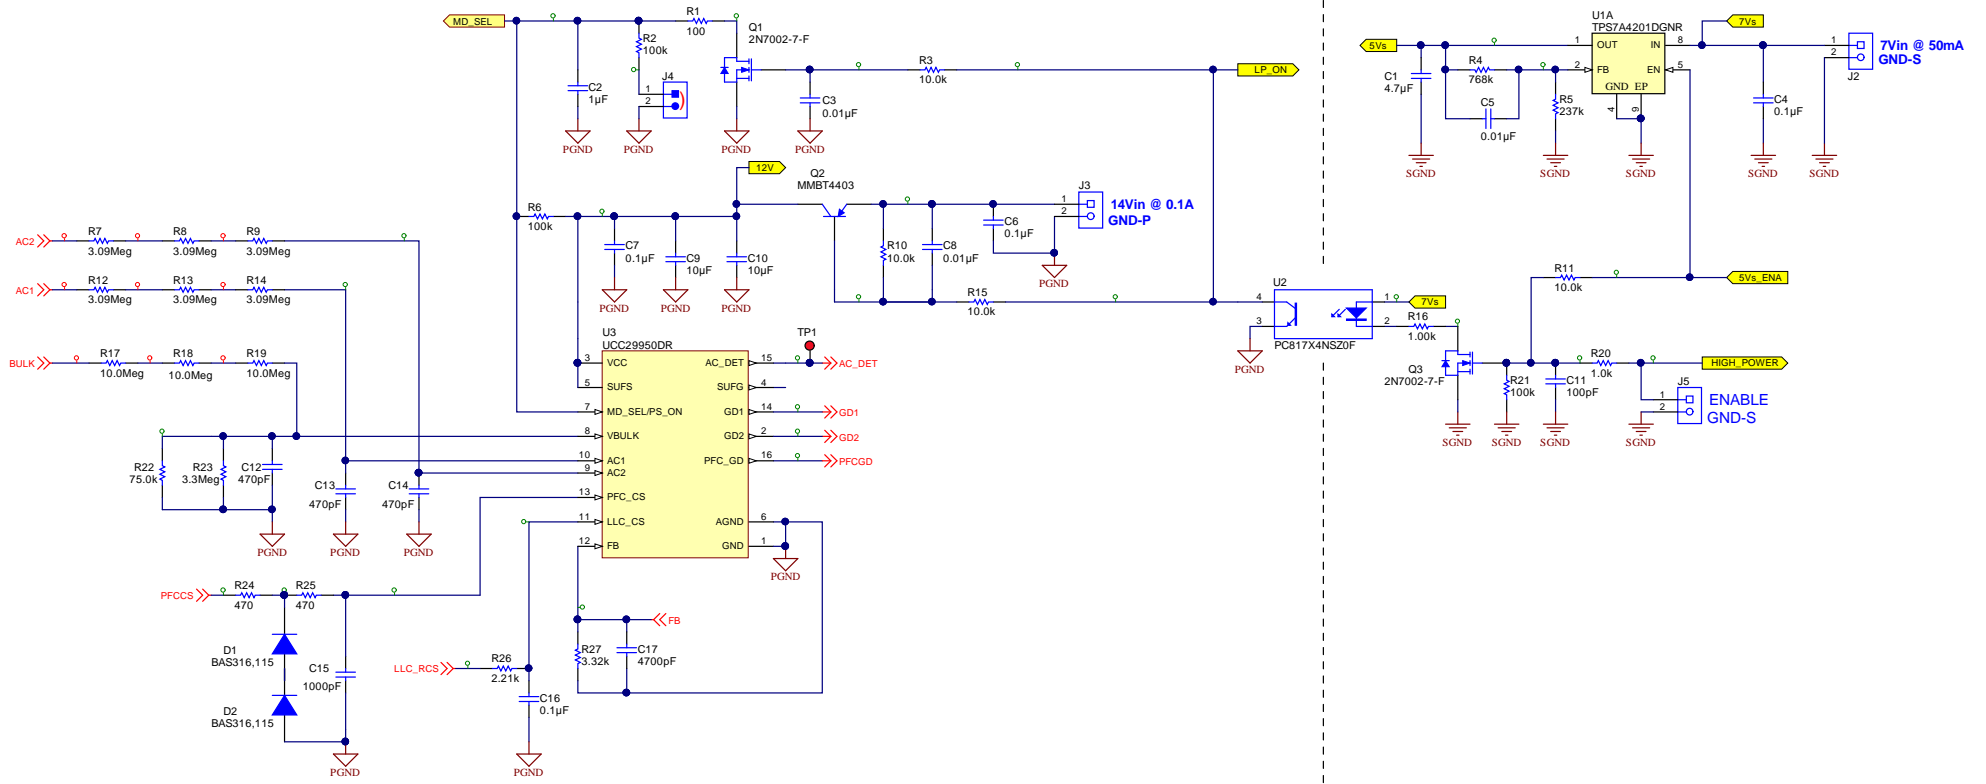 MD_SEL
R1
100
Q1
2N7002-7-F
R2
100k
J4
1
2
C2
1µF
PGND
PGND
PGND
C3
0.01µF
PGND
R3
10.0k
LP_ON
12V
Q2
MMBT4403
J3
1
2
14Vin @ 0.1A
GND-P
R6
100k
C7
0.1µF
C9
10µF
C10
10µF
PGND
PGND
PGND
R10
10.0k
C8
0.01µF
C6
0.1µF
PGND
R15
10.0k
AC2
R7
3.09Meg
R8
3.09Meg
R9
3.09Meg
AC1
R12
3.09Meg
R13
3.09Meg
R14
3.09Meg
BULK
R17
10.0Meg
R18
10.0Meg
R19
10.0Meg
U3
UCC29950DR
3
VCC
5
SUFS
7
MD_SEL/PS_ON
8
VBULK
10
AC1
9
AC2
13
PFC_CS
11
LLC_CS
12
FB
AC_DET
15
SUFG
4
GD1
14
GD2
2
PFC_GD
16
AGND
6
GND
1
TP1
AC_DET
GD1
GD2
PFCGD
PGND
R22
75.0k
R23
3.3Meg
C12
470pF
C13
470pF
C14
470pF
PGND
PGND
PGND
PFCCS
R24
470
R25
470
D1
BAS316,115
D2
BAS316,115
C15
1000pF
PGND
LLC_RCS
R26
2.21k
C16
0.1µF
PGND
FB
R27
3.32k
C17
4700pF
U1A
TPS7A4201DGNR
1
OUT
IN
8
2
FB
EN
5
GND
EP
4
9
5Vs
7Vs
C1
4.7µF
R4
768k
C5
0.01µF
R5
237k
C4
0.1µF
1
2
J2
7Vin @ 50mA
GND-S
SGND
SGND
SGND
SGND
SGND
R11
10.0k
5Vs_ENA
U2
4
3
1
2
PC817X4NSZ0F
PGND
7Vs
R16
1.00k
Q3
2N7002-7-F
R21
100k
C11
100pF
R20
1.0k
HIGH_POWER
J5
1
2
ENABLE
GND-S
SGND
SGND
SGND
SGND